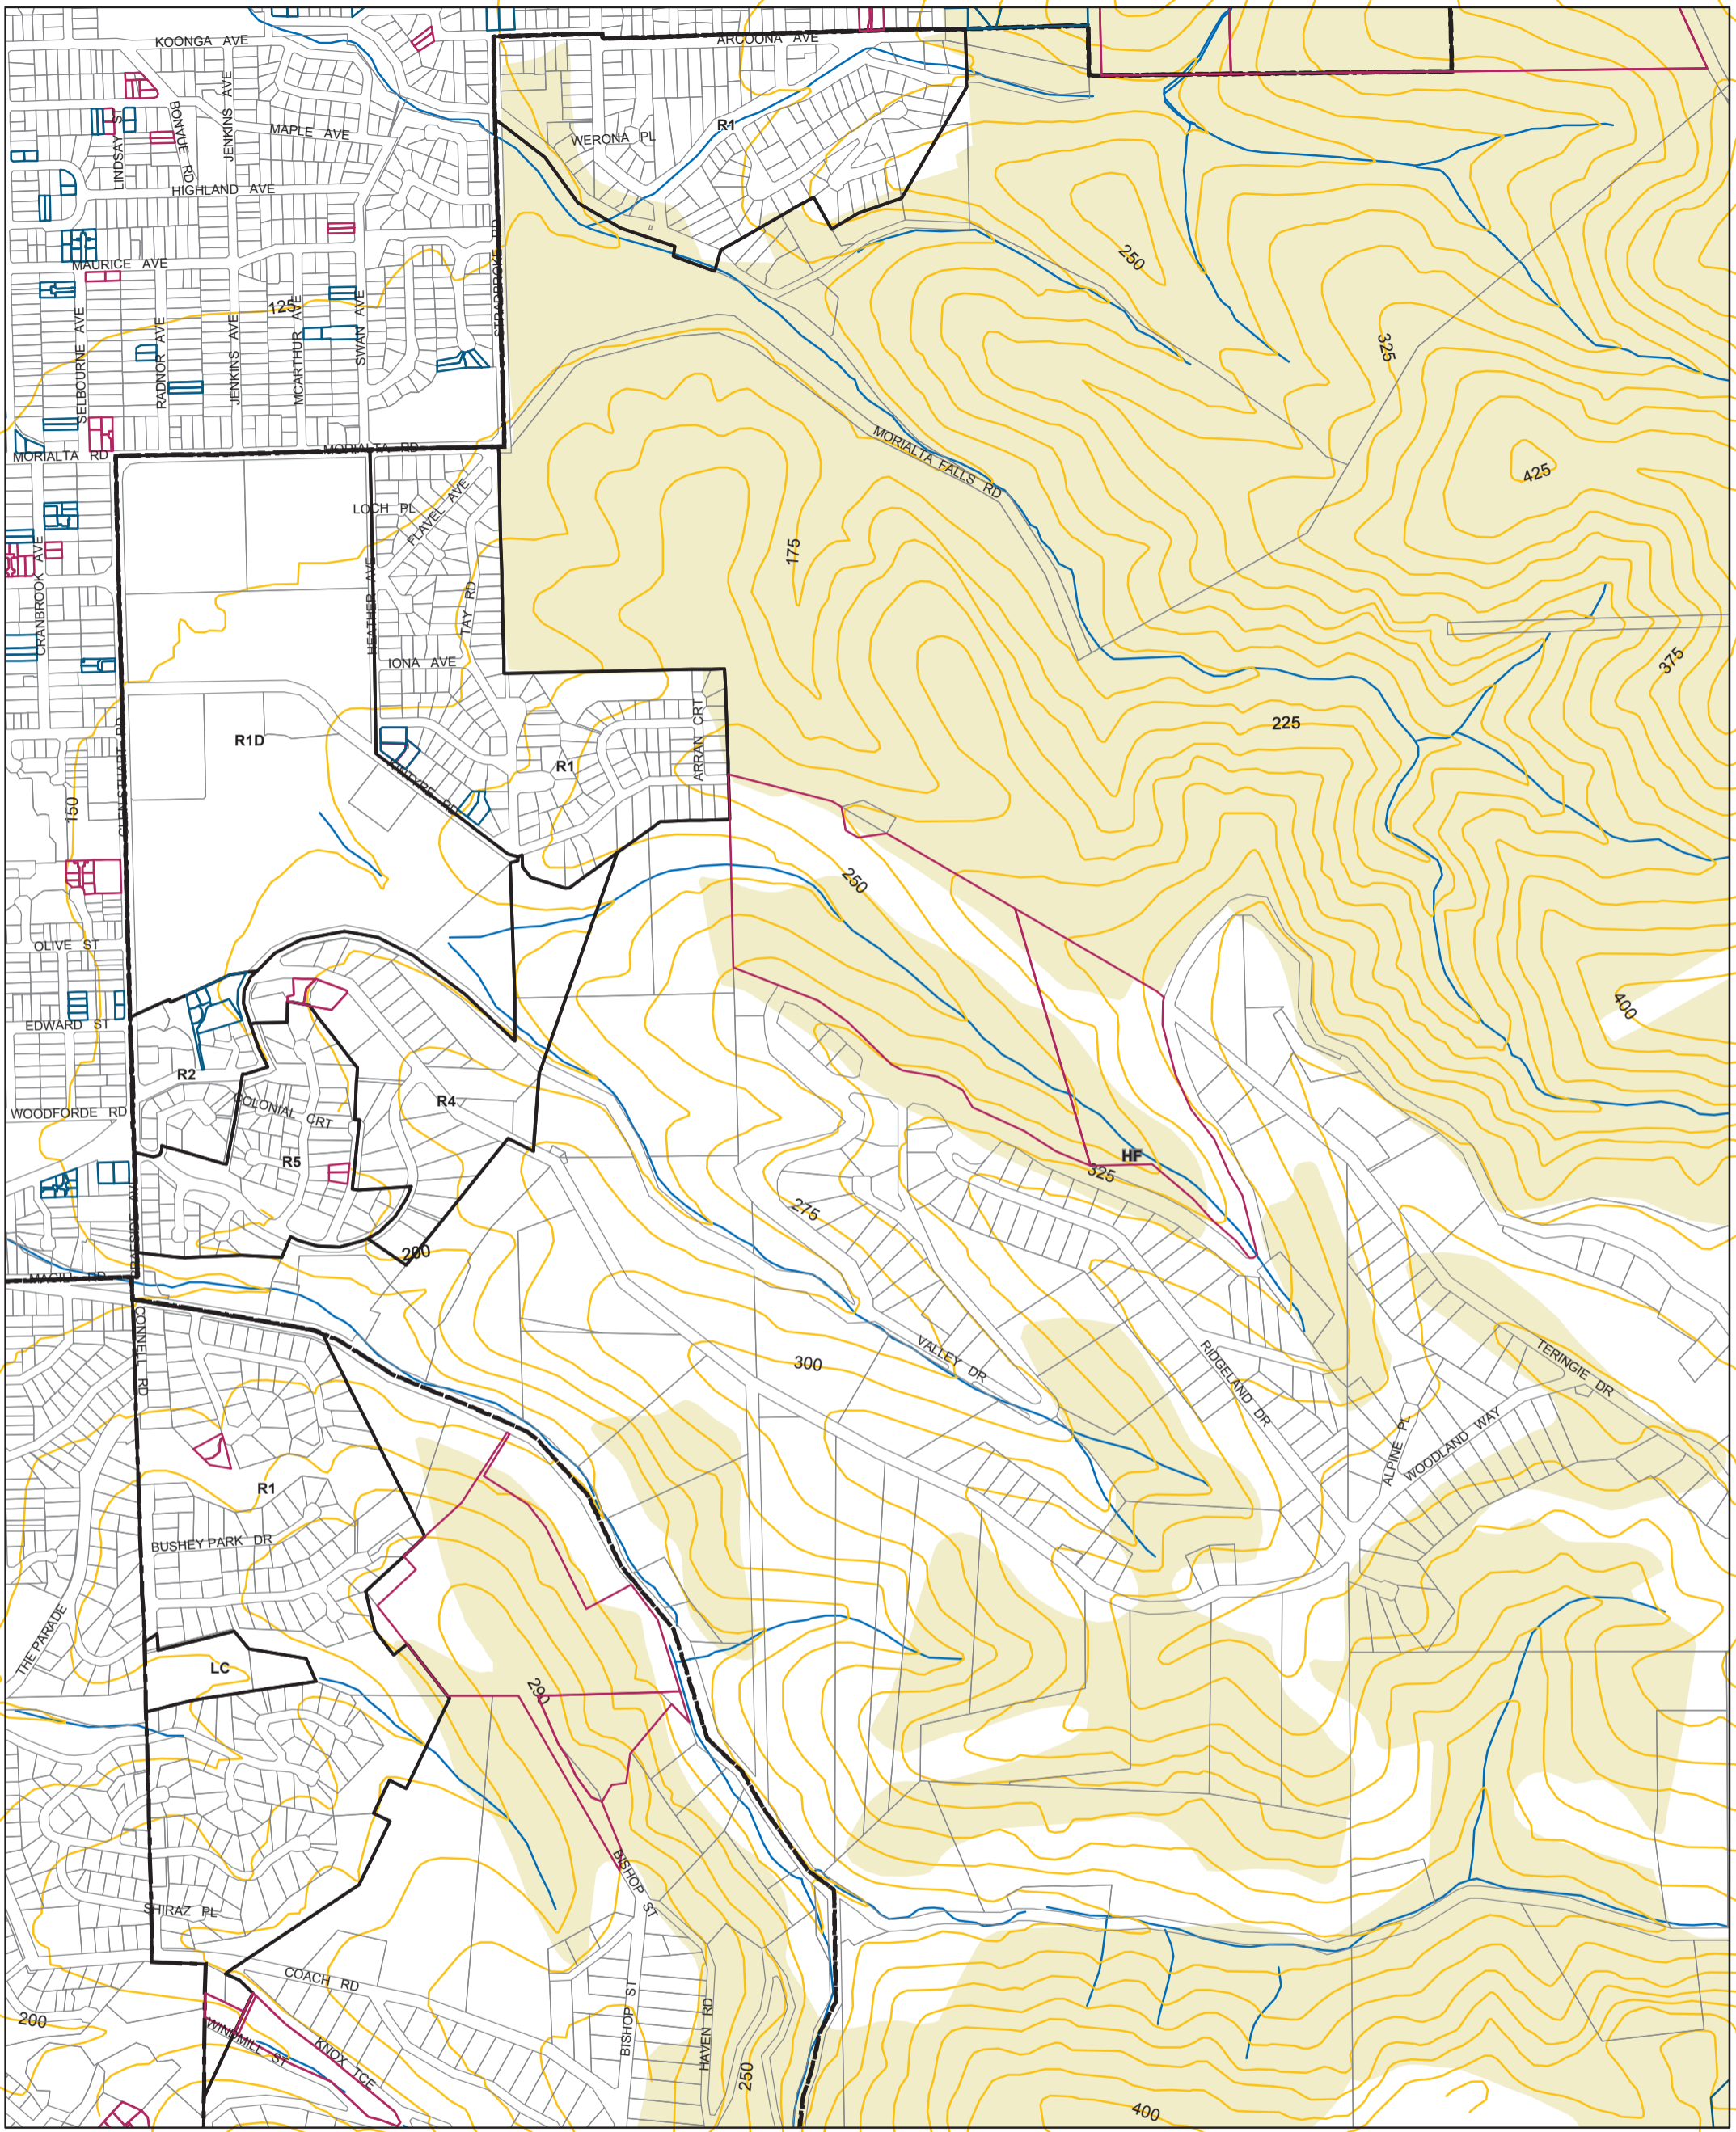 KOONGA AVE
ARCOONA AVE
JENKINS AVE
BONVUE RD
LINDSAY ST
MAPLE AVE
WERONA PL
R1
HIGHLAND AVE
STRADBROKE RD
MAURICE AVE
250
125
SELBOURNE AVE
RADNOR AVE
JENKINS AVE
MCARTHUR AVE
SWAN AVE
325
MORIALTA RD
MORIALTA RD
MORIALTA FALLS RD
425
LOCH PL
FLAVEL AVE
175
CRANBROOK AVE
HEATHER AVE
TAY RD
IONA AVE
375
ARRAN CRT
225
R1D
R1
KINTYRE RD
GLEN STUART RD
150
250
OLIVE ST
400
EDWARD ST
R2
COLONIAL CRT
R4
WOODFORDE RD
R5
HF
325
275
200
MAGILL RD
CONNELL RD
VALLEY DR
300
RIDGELAND DR
TERINGIE DR
ALPINE PL
WOODLAND WAY
R1
BUSHEY PARK DR
THE PARADE
LC
290
BISHOP ST
SHIRAZ PL
COACH RD
200
WINDMILL ST
KNOX TCE
BISHOP ST
HAVEN RD
250
400